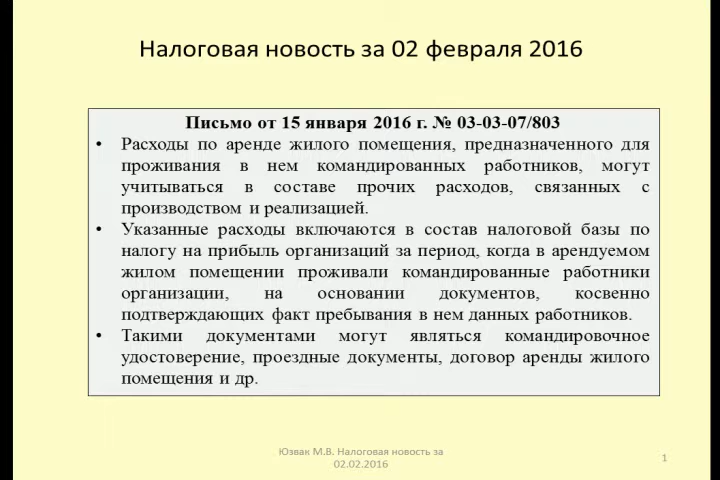 Налоговая новость за 02 февраля 2016
Письмо от 15 января 2016 г. № 03-03-07/803
• Расходы по аренде жилого помещения, предназначенного для
проживания в нем командированных работников, могут
учитываться в составе прочих расходов, связанных с
производством и реализацией.
• Указанные расходы включаются в состав налоговой базы по
налогу на прибыль организаций за период, когда в арендуемом
жилом помещении проживали командированные работники
организации, на основании документов, косвенно
подтверждающих факт пребывания в нем данных работников.
• Такими документами могут являться командировочное
удостоверение, проездные документы, договор аренды жилого
помещения и др.
Юзвак М.В. Налоговая новость за
02.02.2016
1